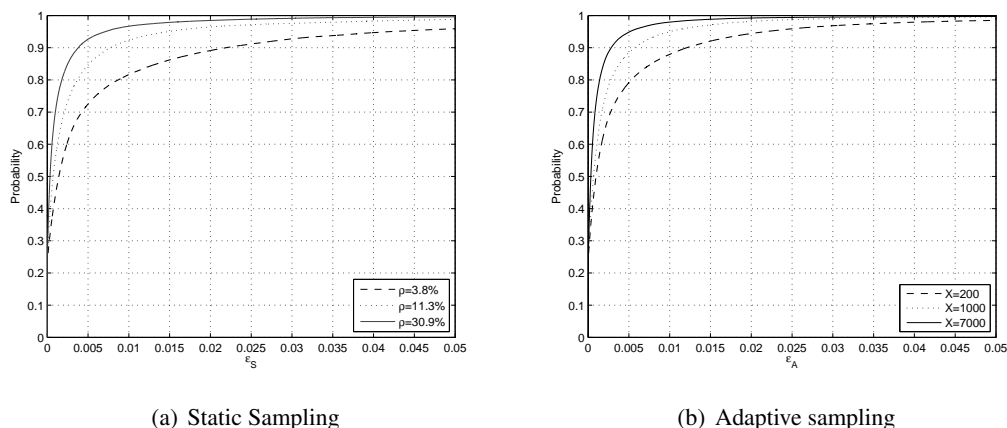 1
0.9
0.8
0.7
0.6
0.5
0.4
0.3
0.2
0.1
0
Probability
0 0.005 0.01 0.015 0.02 0.025 0.03 0.035 0.04 0.045 0.05
ε_S
ρ=3.8%
ρ=11.3%
ρ=30.9%
(a) Static Sampling
1
0.9
0.8
0.7
0.6
0.5
0.4
0.3
0.2
0.1
0
Probability
0 0.005 0.01 0.015 0.02 0.025 0.03 0.035 0.04 0.045 0.05
ε_A
X=200
X=1000
X=7000
(b) Adaptive sampling